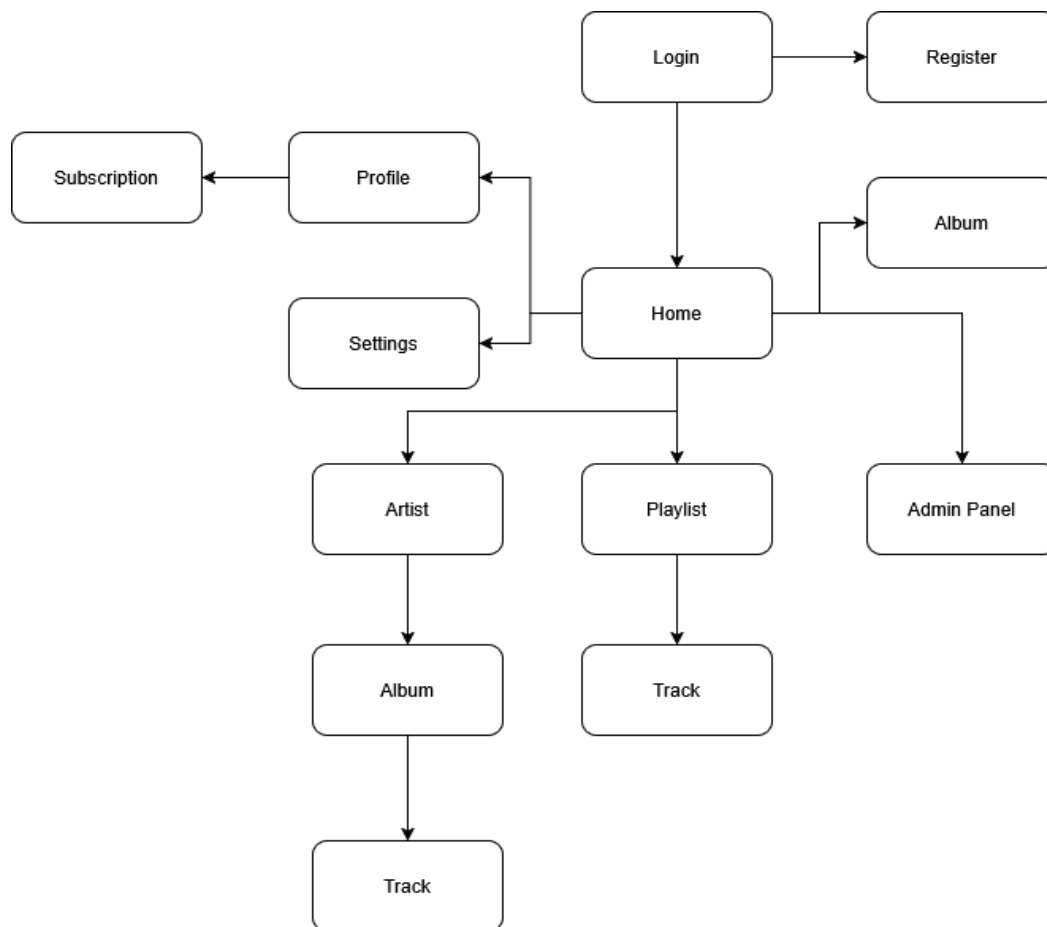 Login
Register
Subscription
Profile
Album
Settings
Home
Artist
Playlist
Admin Panel
Album
Track
Track